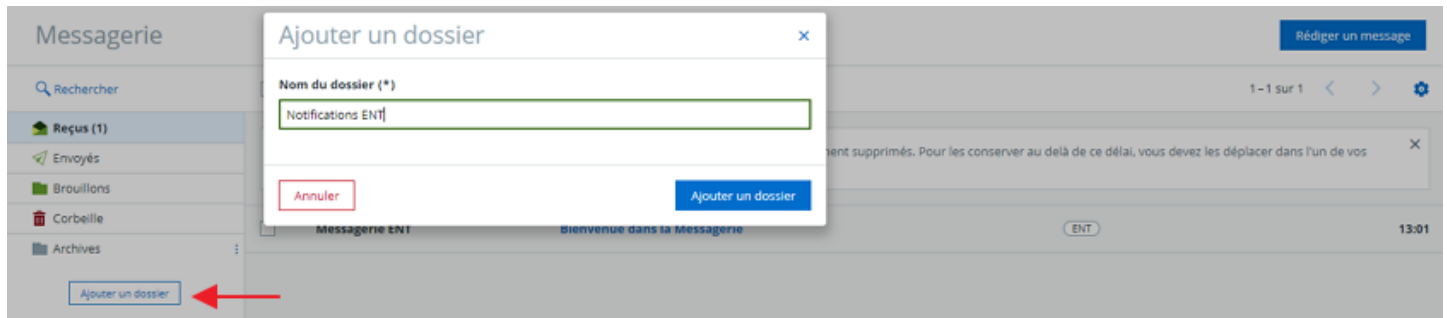 Messagerie
Ajouter un dossier
×
Rédiger un message
Rechercher
Nom du dossier (*)
1-1 sur 1
Notifications ENT
Reçus (1)
Envoyés
ment supprimés. Pour les conserver au delà de ce délai, vous devez les déplacer dans l'un de vos
×
Brouillons
Annuler
Ajouter un dossier
Corbeille
Messagerie ENT
Bienvenue dans la Messagerie
ENT
13:01
Archives
Ajouter un dossier